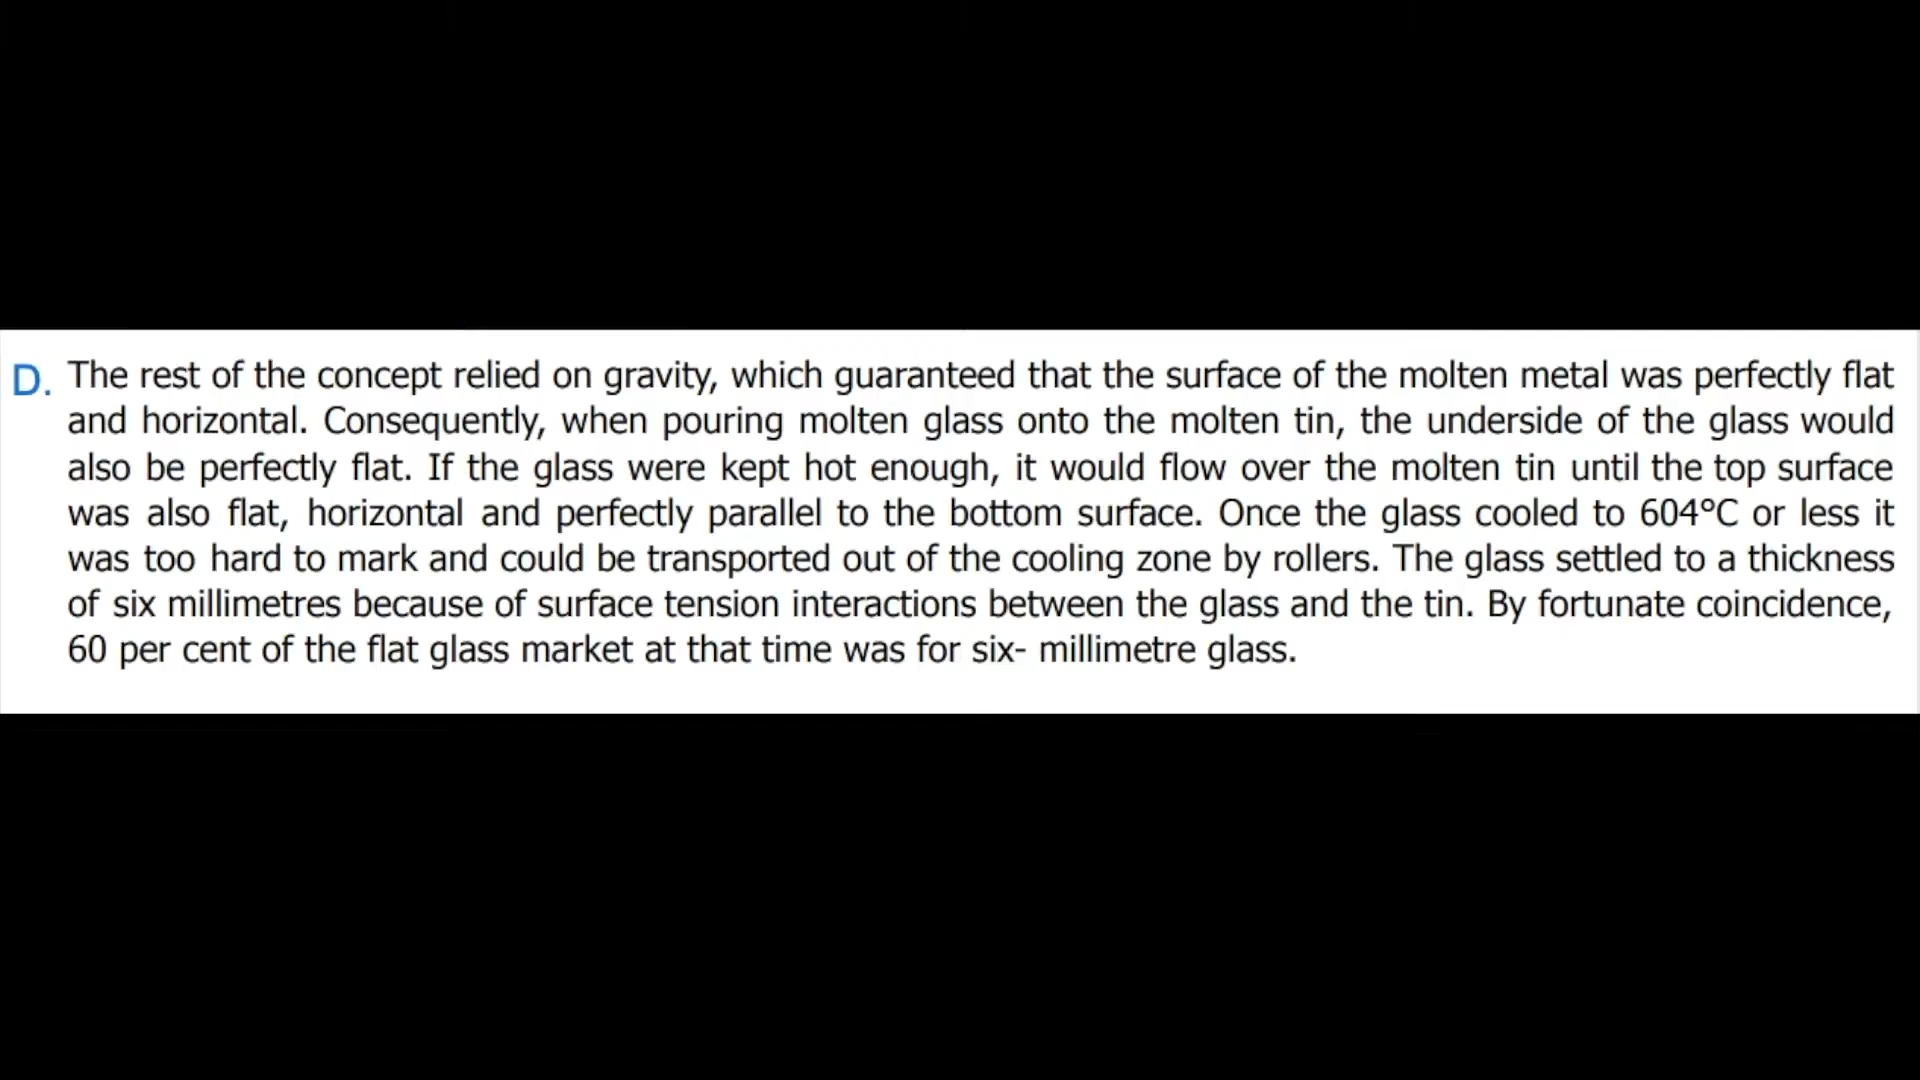 D. The rest of the concept relied on gravity, which guaranteed that the surface of the molten metal was perfectly flat
and horizontal. Consequently, when pouring molten glass onto the molten tin, the underside of the glass would
also be perfectly flat. If the glass were kept hot enough, it would flow over the molten tin until the top surface
was also flat, horizontal and perfectly parallel to the bottom surface. Once the glass cooled to 604°C or less it
was too hard to mark and could be transported out of the cooling zone by rollers. The glass settled to a thickness
of six millimetres because of surface tension interactions between the glass and the tin. By fortunate coincidence,
60 per cent of the flat glass market at that time was for six- millimetre glass.